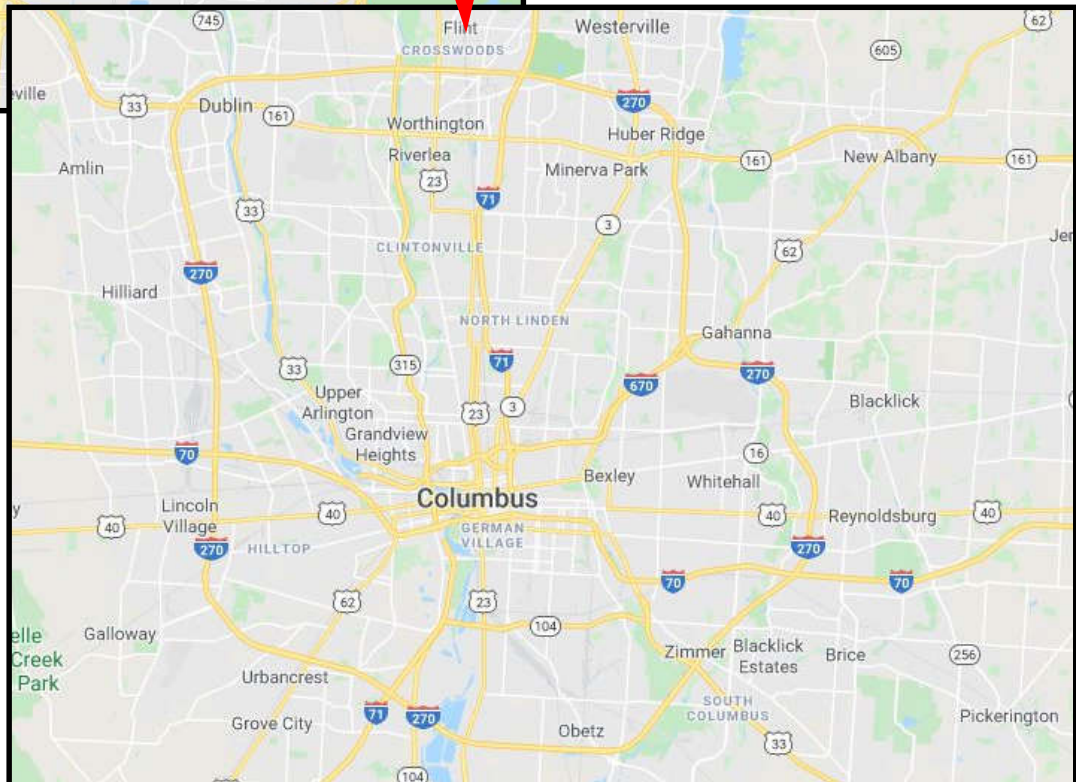 745
Flint
Westerville
62
CROSSWOODS
605
33
Dublin
270
161
Worthington
Huber Ridge
Riverlea
161
New Albany
161
Amlin
Minerva Park
23
71
33
3
CLINTONVILLE
62
270
Hilliard
NORTH LINDEN
Gahanna
71
315
33
270
670
Upper
Arlington
Blacklick
23
3
Grandview
Heights
70
16
Bexley
Whitehall
Columbus
Lincoln
Village
40
40
40
Reynoldsburg
40
GERMAN
VILLAGE
HILLTOP
270
270
70
70
62
23
104
Galloway
Creek
Park
Zimmer
Blacklick
Estates
Brice
256
Urbancrest
SOUTH
COLUMBUS
71
270
Grove City
Obetz
Pickerington
33
104